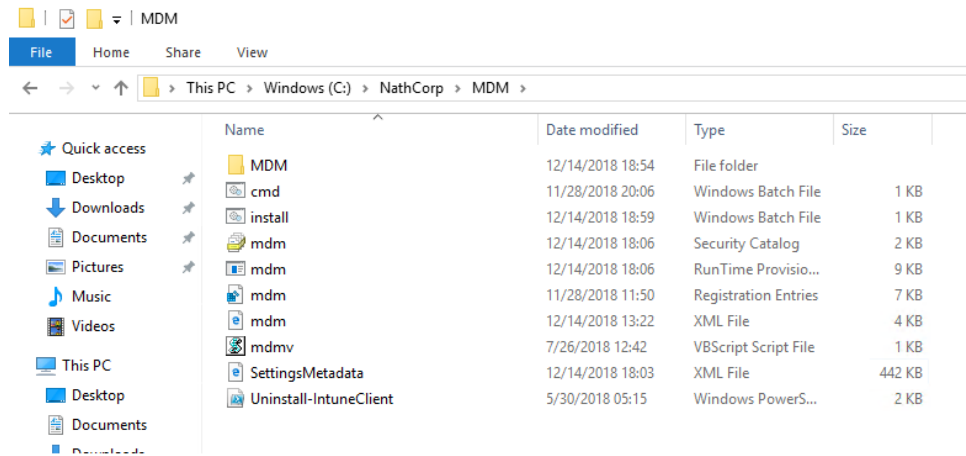 MDM
File Home Share View
This PC > Windows (C:) > NathCorp > MDM >
Name Date modified Type Size
Quick access
Desktop
Downloads
Documents
Pictures
Music
Videos
This PC
Desktop
Documents
MDM 12/14/2018 18:54 File folder
cmd 11/28/2018 20:06 Windows Batch File 1 KB
install 12/14/2018 18:59 Windows Batch File 1 KB
mdm 12/14/2018 18:06 Security Catalog 2 KB
mdm 12/14/2018 18:06 RunTime Provisio... 9 KB
mdm 11/28/2018 11:50 Registration Entries 7 KB
mdm 12/14/2018 13:22 XML File 4 KB
mdmv 7/26/2018 12:42 VBScript Script File 1 KB
SettingsMetadata 12/14/2018 18:03 XML File 442 KB
Uninstall-IntuneClient 5/30/2018 05:15 Windows PowerS... 2 KB